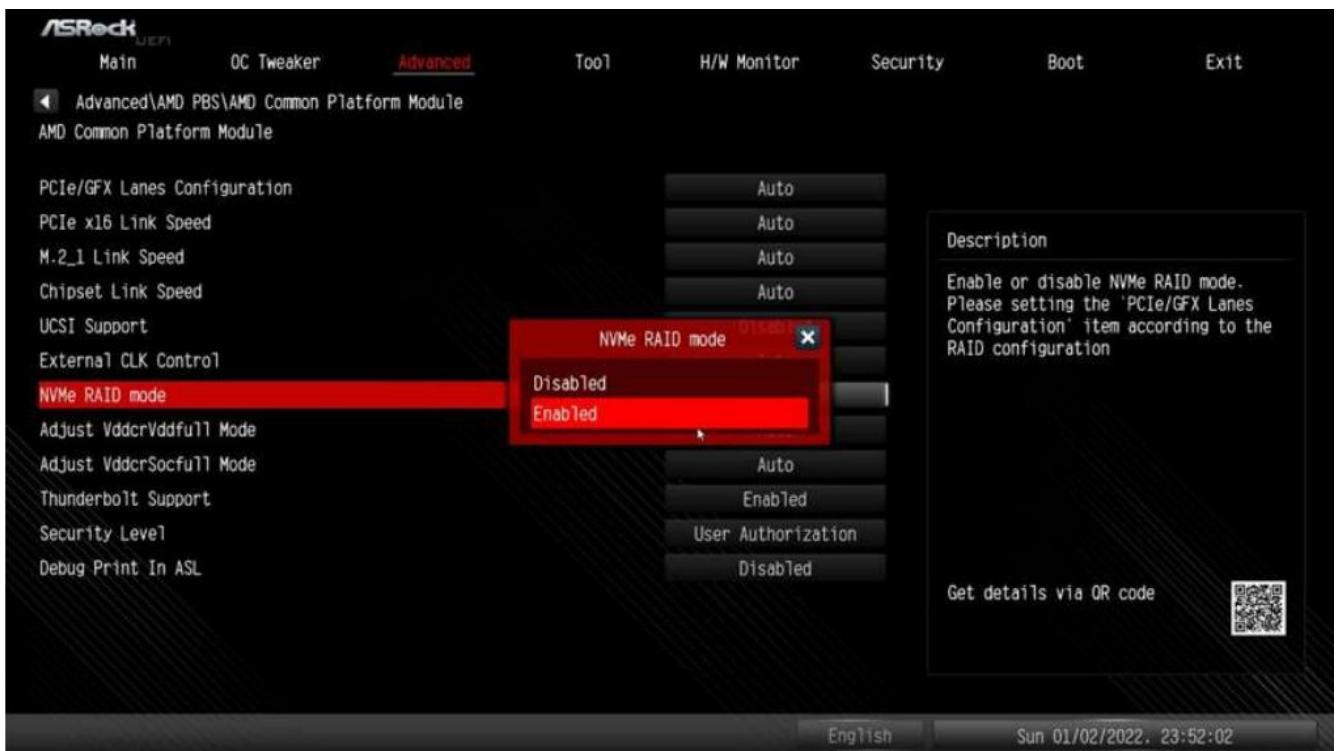 ASRock
UEFI
Main OC Tweaker Advanced Tool H/W Monitor Security Boot Exit
Advanced\AMD PBS\AMD Common Platform Module
AMD Common Platform Module
PCIe/GFX Lanes Configuration Auto
PCIe x16 Link Speed Auto
M.2_1 Link Speed Auto
Chipset Link Speed Auto
UCSI Support Disabled
External CLK Control
NVMe RAID mode
Adjust VddcrVddfull Mode
Adjust VddcrSocfull Mode Auto
Thunderbolt Support Enabled
Security Level User Authorization
Debug Print In ASL Disabled
NVMe RAID mode
Disabled
Enabled
Description
Enable or disable NVMe RAID mode.
Please setting the 'PCIe/GFX Lanes
Configuration' item according to the
RAID configuration
Get details via QR code
English Sun 01/02/2022. 23:52:02